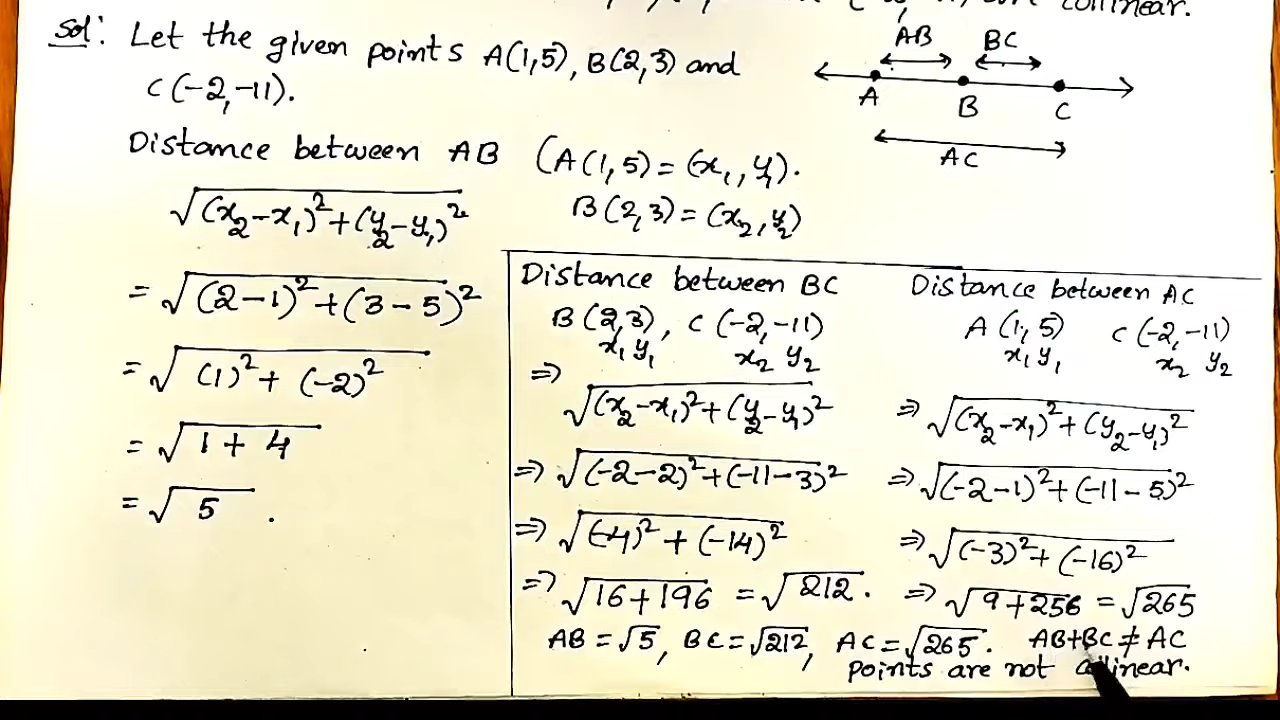 collinear.
Sol: Let the given points A(1,5), B(2,3) and
C(-2,-11).
AB BC
A B C
AC
Distance between AB (A(1,5) = (x₁, y₁).
B(2,3) = (x₂, y₂)
√(x₂-x₁)²+(y₂-y₁)²
= √(2-1)²+(3-5)²
= √(1)²+(-2)²
= √1+4
= √5.
Distance between BC
B(2,3), C(-2,-11)
x₁ y₁ x₂ y₂
⇒
√(x₂-x₁)²+(y₂-y₁)²
⇒ √(-2-2)²+(-11-3)²
⇒ √(-4)²+(-14)²
⇒ √16+196 = √212.
Distance between AC
A(1,5) C(-2,-11)
x₁ y₁ x₂ y₂
⇒ √(x₂-x₁)²+(y₂-y₁)²
⇒ √(-2-1)²+(-11-5)²
⇒ √(-3)²+(-16)²
⇒ √9+256 = √265
AB = √5, BC = √212, AC = √265. AB+BC ≠ AC
points are not colinear.